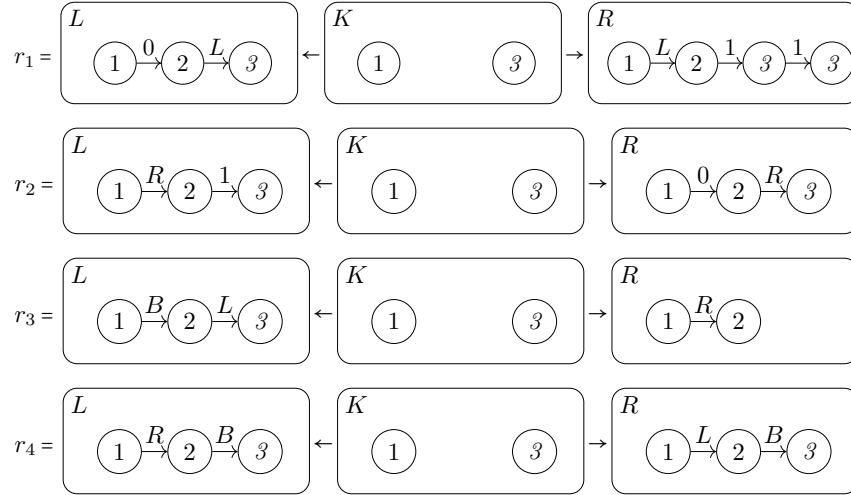 L K R
r₁ = 1 0 2 L 3 ← 1 3 → 1 L 2 1 3 1 3
L K R
r₂ = 1 R 2 1 3 ← 1 3 → 1 0 2 R 3
L K R
r₃ = 1 B 2 L 3 ← 1 3 → 1 R 2
L K R
r₄ = 1 R 2 B 3 ← 1 3 → 1 L 2 B 3